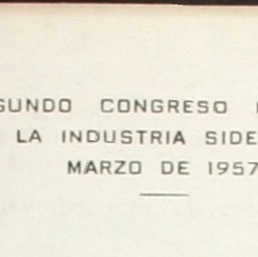 GUNDO CONGRESO
LA INDUSTRIA SIDE
MARZO DE 1957